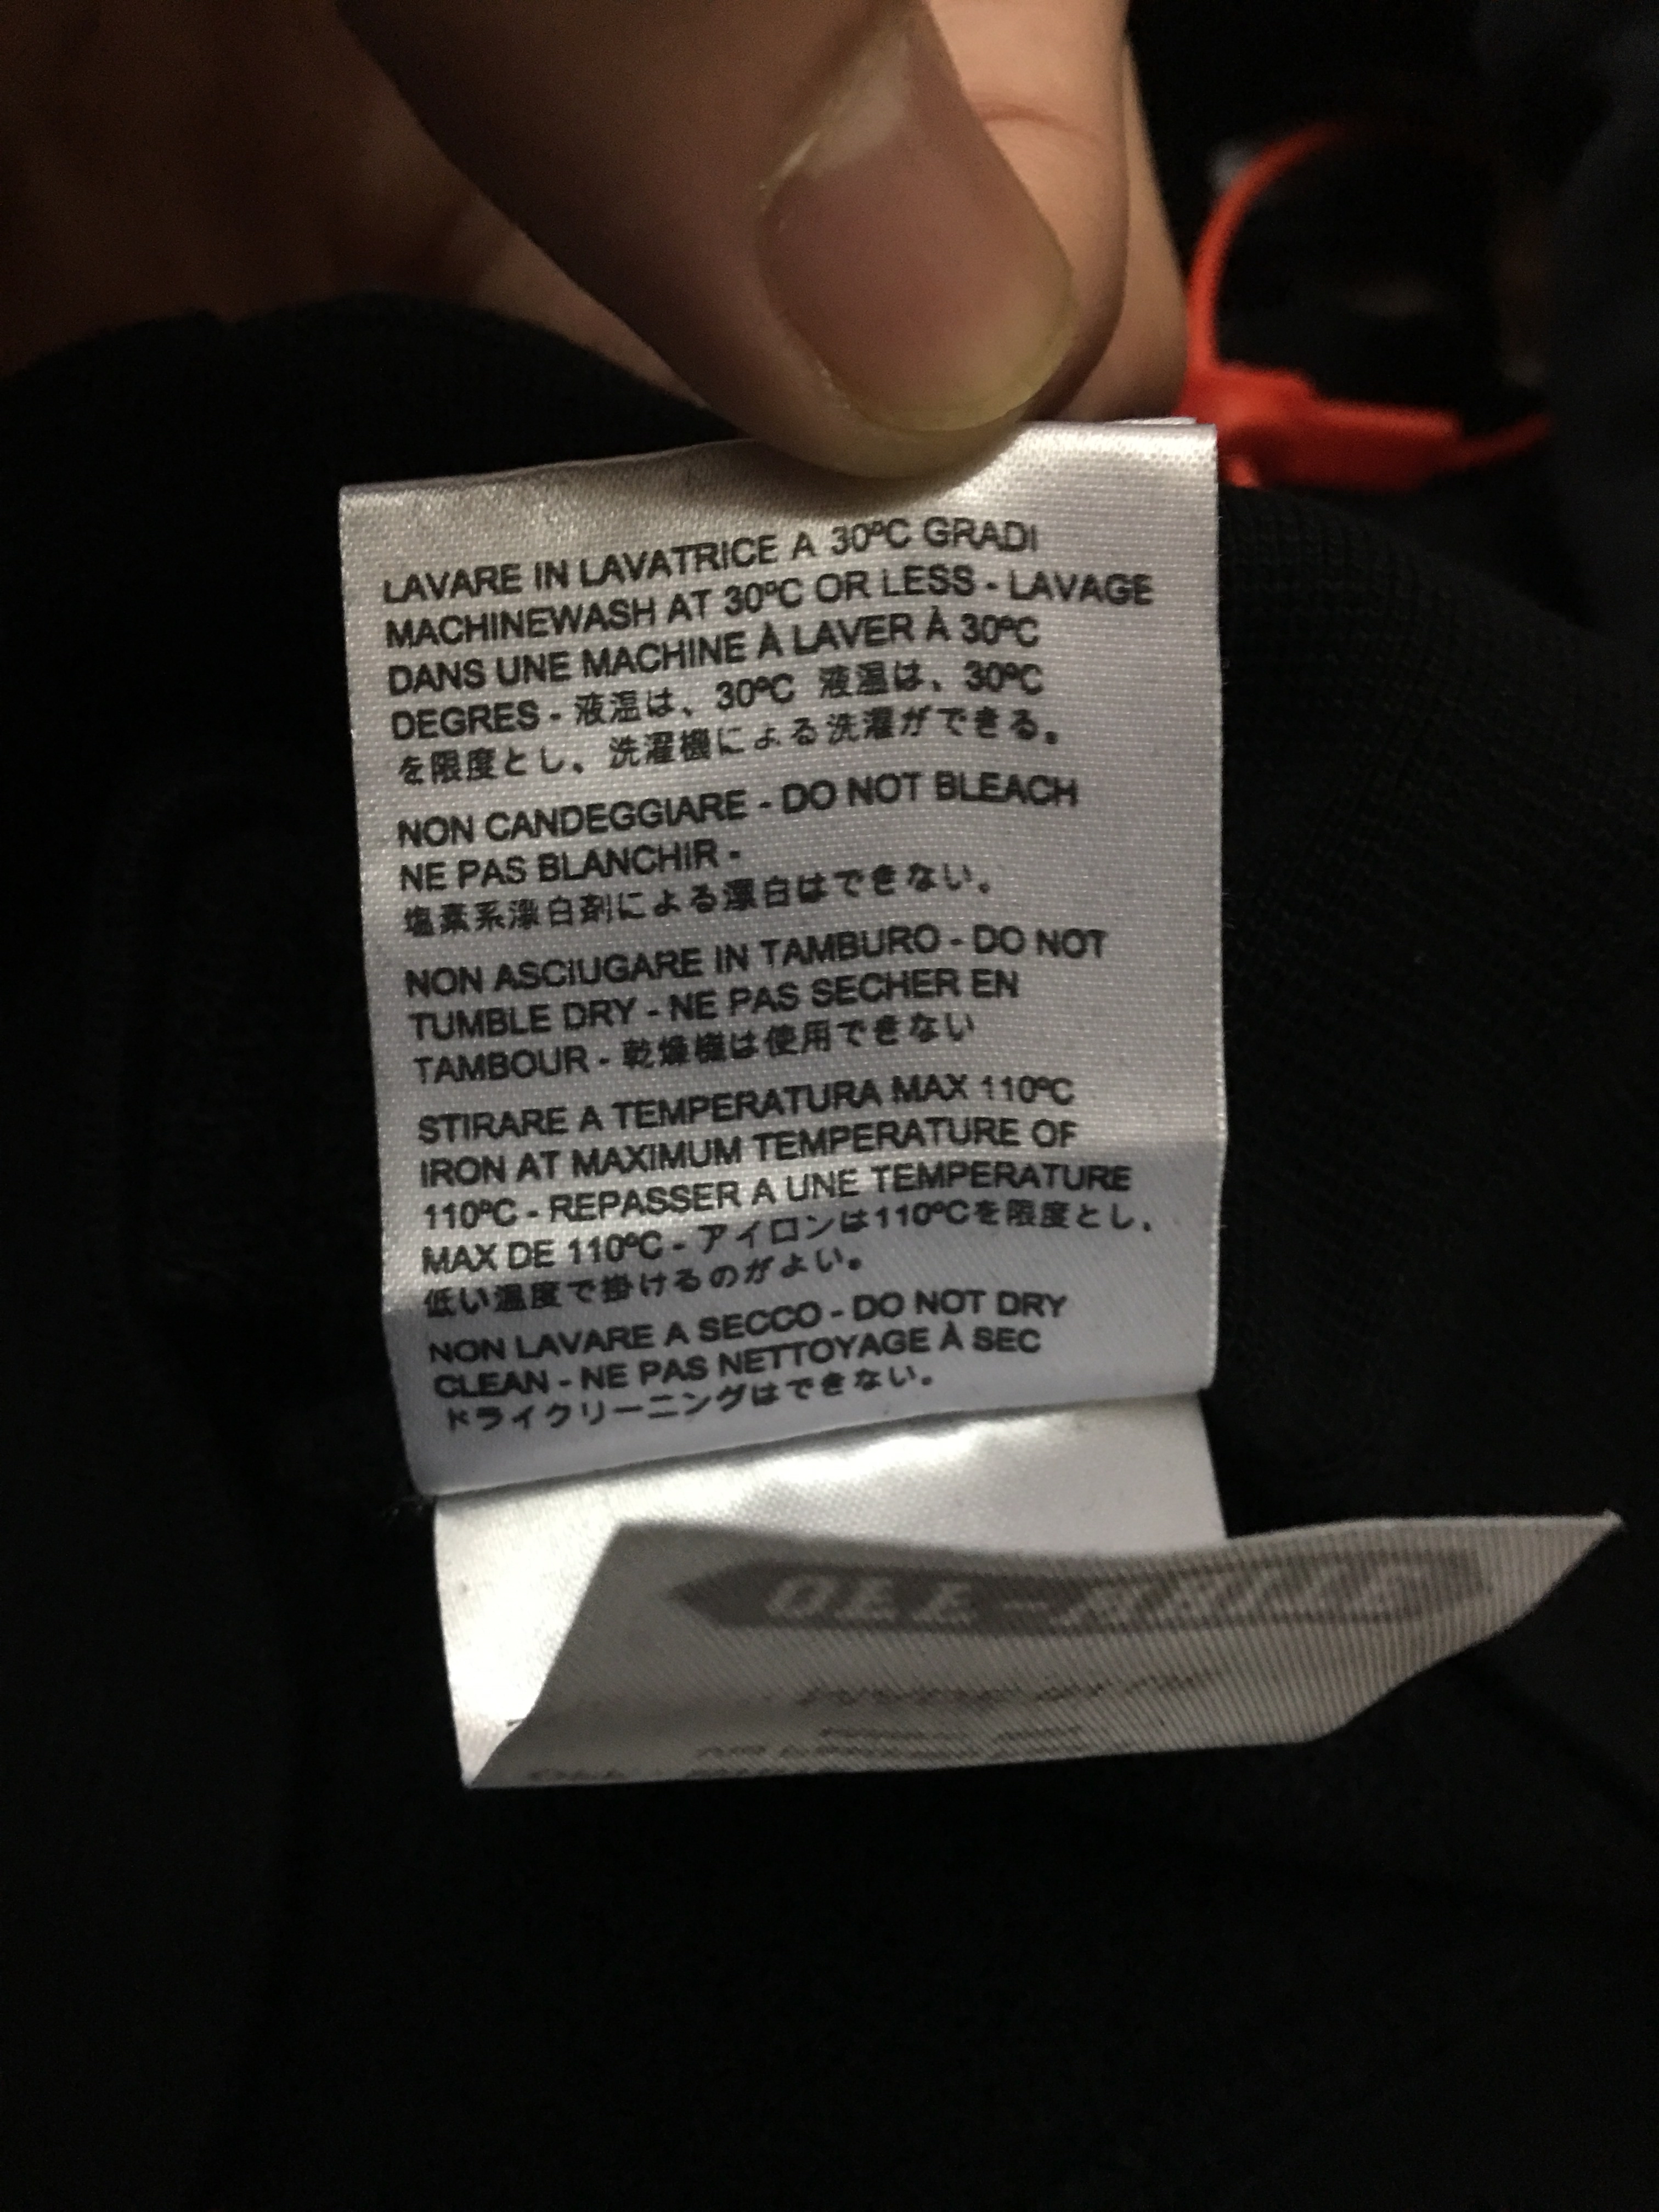 LAVARE IN LAVATRICE A 30ºC GRADI
MACHINEWASH AT 30ºC OR LESS - LAVAGE
DANS UNE MACHINE À LAVER À 30ºC
DEGRES - 液温は、30ºC 液温は、30ºC
を限度とし、洗濯機による洗濯ができる。
NON CANDEGGIARE - DO NOT BLEACH
NE PAS BLANCHIR -
塩素系漂白剤による漂白はできない。
NON ASCIUGARE IN TAMBURO - DO NOT
TUMBLE DRY - NE PAS SECHER EN
TAMBOUR - 乾燥機は使用できない
STIRARE A TEMPERATURA MAX 110ºC
IRON AT MAXIMUM TEMPERATURE OF
110ºC - REPASSER A UNE TEMPERATURE
MAX DE 110ºC - アイロンは110ºCを限度とし、
低い温度で掛けるのがよい。
NON LAVARE A SECCO - DO NOT DRY
CLEAN - NE PAS NETTOYAGE À SEC
ドライクリーニングはできない。
OFF-WHITE